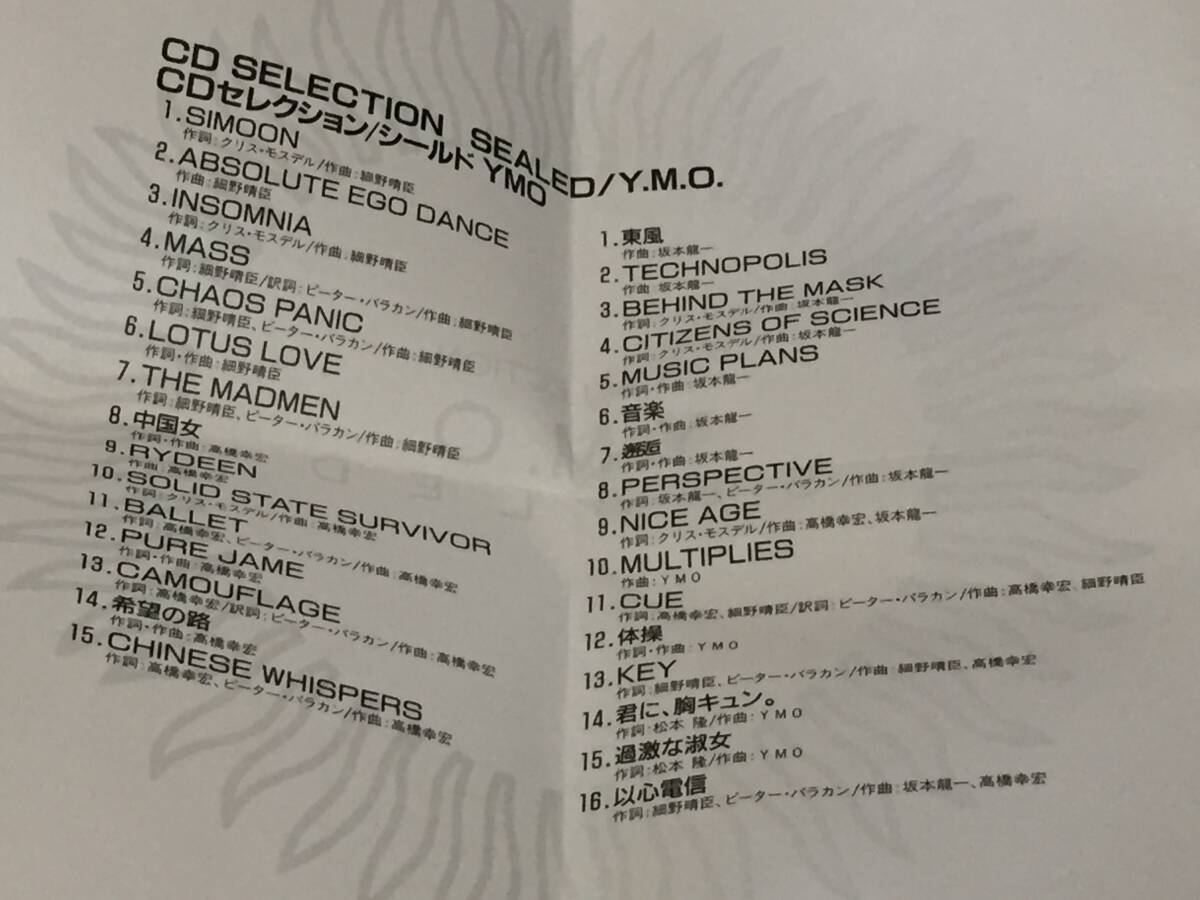 CD SELECTION SEALED/Y.M.O.
CDセレクション/シールド YMO
1.SIMOON
作詞:クリス・モスデル/作曲:細野晴臣
2.ABSOLUTE EGO DANCE
作曲:細野晴臣
3.INSOMNIA
作詞:クリス・モスデル/作曲:細野晴臣
4.MASS
作詞:細野晴臣/訳詞:ピーター・バラカン/作曲:細野晴臣
5.CHAOS PANIC
作詞:細野晴臣、ピーター・バラカン/作曲:細野晴臣
6.LOTUS LOVE
作詞・作曲:細野晴臣
7.THE MADMEN
作詞:細野晴臣、ピーター・バラカン/作曲:細野晴臣
8.中国女
作詞・作曲:高橋幸宏
9.RYDEEN
作曲:高橋幸宏
10.SOLID STATE SURVIVOR
作詞:クリス・モスデル/作曲:高橋幸宏
11.BALLET
作詞:高橋幸宏、ピーター・バラカン/作曲:高橋幸宏
12.PURE JAME
作詞・作曲:高橋幸宏
13.CAMOUFLAGE
作詞:高橋幸宏/訳詞:ピーター・バラカン/作曲:高橋幸宏
14.希望の路
作詞・作曲:高橋幸宏
15.CHINESE WHISPERS
作詞:高橋幸宏、ピーター・バラカン/作曲:高橋幸宏
1.東風
作曲:坂本龍一
2.TECHNOPOLIS
作曲:坂本龍一
3.BEHIND THE MASK
作詞:クリス・モスデル/作曲:坂本龍一
4.CITIZENS OF SCIENCE
作詞:クリス・モスデル/作曲:坂本龍一
5.MUSIC PLANS
作詞・作曲:坂本龍一
6.音楽
作詞・作曲:坂本龍一
7.邂逅
作詞・作曲:坂本龍一
8.PERSPECTIVE
作詞:坂本龍一、ピーター・バラカン/作曲:坂本龍一
9.NICE AGE
作詞:クリス・モスデル/作曲:高橋幸宏、坂本龍一
10.MULTIPLIES
作曲:YMO
11.CUE
作詞:高橋幸宏、細野晴臣/訳詞:ピーター・バラカン/作曲:高橋幸宏、細野晴臣
12.体操
作詞・作曲:YMO
13.KEY
作詞:細野晴臣、ピーター・バラカン/作曲:細野晴臣、高橋幸宏
14.君に、胸キュン。
作詞:松本 隆/作曲:YMO
15.過激な淑女
作詞:松本 隆/作曲:YMO
16.以心電信
作詞:細野晴臣、ピーター・バラカン/作曲:坂本龍一、高橋幸宏